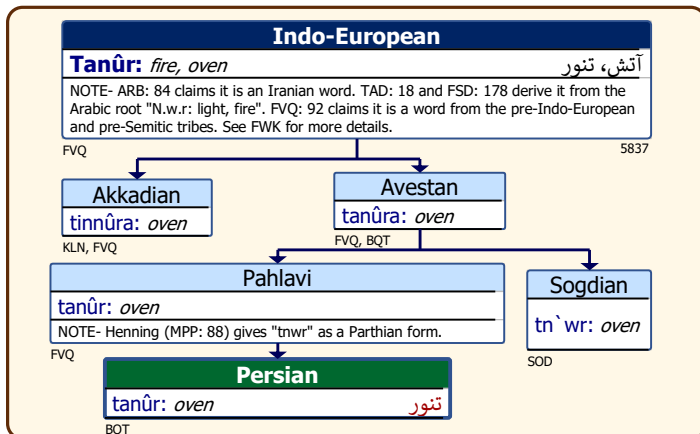 Indo-European
Tanûr: fire, oven آتش، تنور
NOTE- ARB: 84 claims it is an Iranian word. TAD: 18 and FSD: 178 derive it from the
Arabic root "N.w.r: light, fire". FVQ: 92 claims it is a word from the pre-Indo-European
and pre-Semitic tribes. See FWK for more details.
FVQ 5837
Akkadian
tinnûra: oven
KLN, FVQ
Avestan
tanûra: oven
FVQ, BQT
Pahlavi
tanûr: oven
NOTE- Henning (MPP: 88) gives "tnwr" as a Parthian form.
FVQ
Sogdian
tn`wr: oven
SOD
Persian
tanûr: oven تنور
BQT